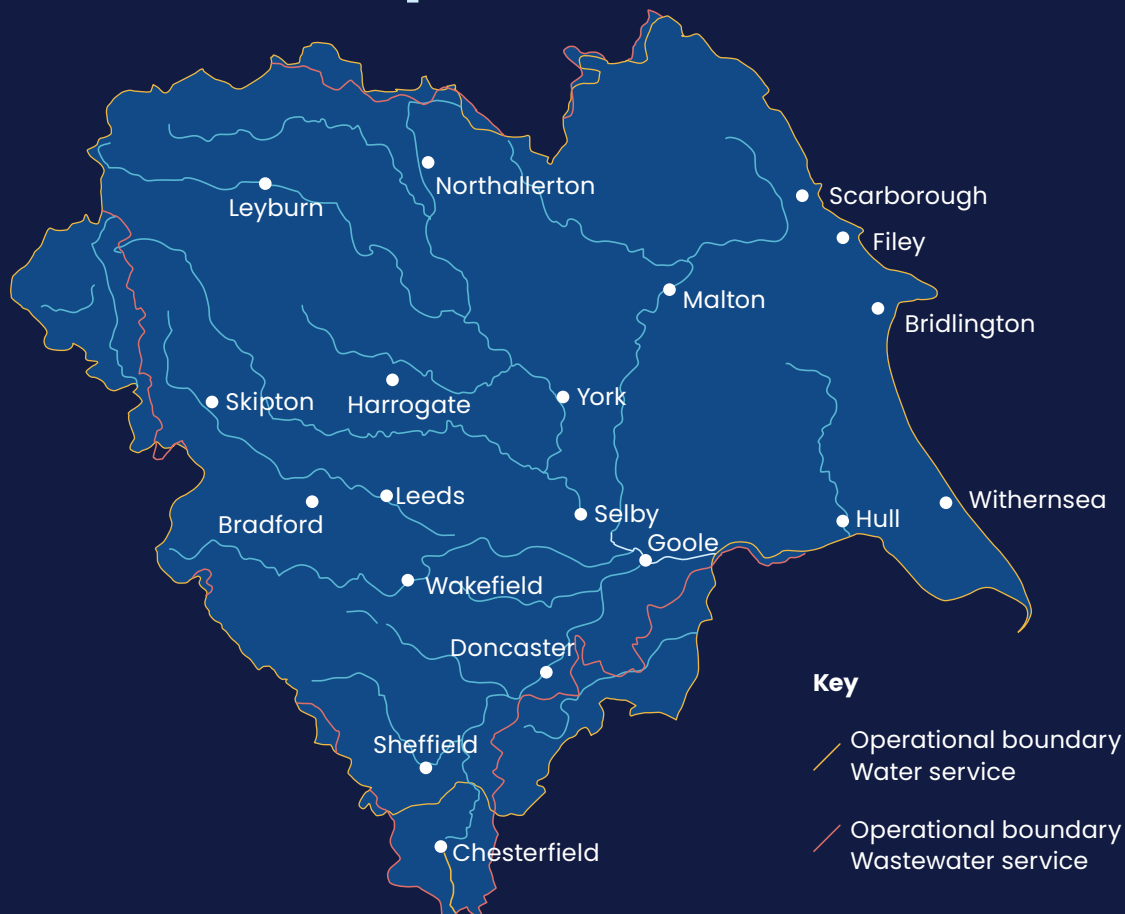 Northallerton
Leyburn
Scarborough
Filey
Malton
Bridlington
Skipton
Harrogate
York
Leeds
Bradford
Selby
Withernsea
Hull
Goole
Wakefield
Doncaster
Sheffield
Chesterfield
Key
Operational boundary
Water service
Operational boundary
Wastewater service